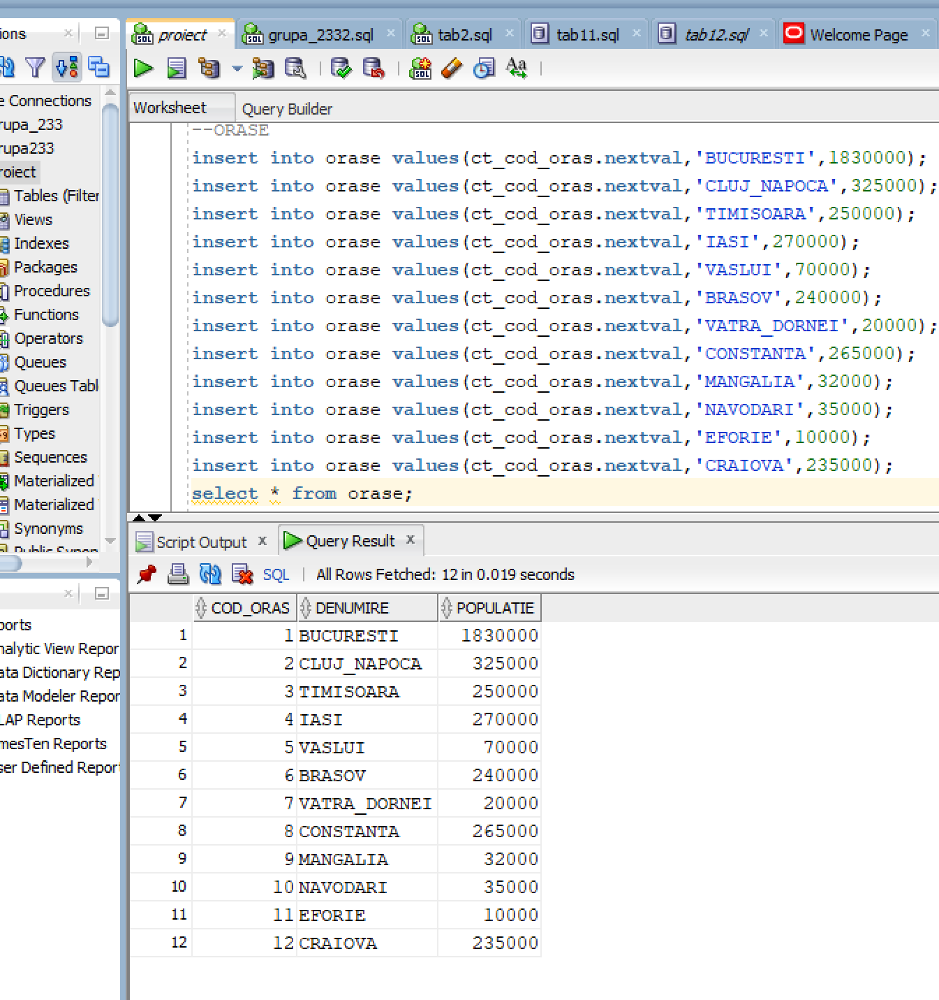 ions
proiect
grupa_2332.sql
tab2.sql
tab11.sql
tab12.sql
Welcome Page
Worksheet
Query Builder
e Connections
rupa_233
rupa233
roiect
Tables (Filter
Views
Indexes
Packages
Procedures
Functions
Operators
Queues
Queues Tabl
Triggers
Types
Sequences
Materialized
Materialized
Synonyms
Public Synon
--ORASE
insert into orase values(ct_cod_oras.nextval,'BUCURESTI',1830000);
insert into orase values(ct_cod_oras.nextval,'CLUJ_NAPOCA',325000);
insert into orase values(ct_cod_oras.nextval,'TIMISOARA',250000);
insert into orase values(ct_cod_oras.nextval,'IASI',270000);
insert into orase values(ct_cod_oras.nextval,'VASLUI',70000);
insert into orase values(ct_cod_oras.nextval,'BRASOV',240000);
insert into orase values(ct_cod_oras.nextval,'VATRA_DORNEI',20000);
insert into orase values(ct_cod_oras.nextval,'CONSTANTA',265000);
insert into orase values(ct_cod_oras.nextval,'MANGALIA',32000);
insert into orase values(ct_cod_oras.nextval,'NAVODARI',35000);
insert into orase values(ct_cod_oras.nextval,'EFORIE',10000);
insert into orase values(ct_cod_oras.nextval,'CRAIOVA',235000);
select * from orase;
Script Output
Query Result
SQL | All Rows Fetched: 12 in 0.019 seconds
COD_ORAS DENUMIRE POPULATIE
1 1 BUCURESTI 1830000
2 2 CLUJ_NAPOCA 325000
3 3 TIMISOARA 250000
4 4 IASI 270000
5 5 VASLUI 70000
6 6 BRASOV 240000
7 7 VATRA_DORNEI 20000
8 8 CONSTANTA 265000
9 9 MANGALIA 32000
10 10 NAVODARI 35000
11 11 EFORIE 10000
12 12 CRAIOVA 235000
ports
nalytic View Repor
ata Dictionary Rep
ata Modeler Repor
LAP Reports
mesTen Reports
ser Defined Report